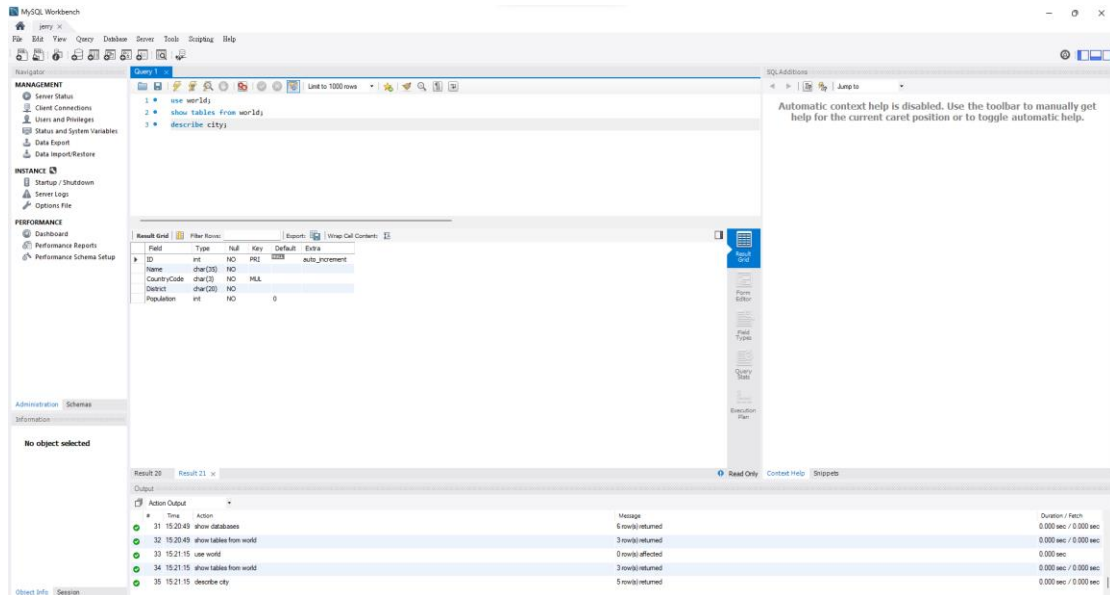 MySQL Workbench
jerry
File Edit View Query Database Server Tools Scripting Help
Navigator
MANAGEMENT
Server Status
Client Connections
Users and Privileges
Status and System Variables
Data Export
Data Import/Restore
INSTANCE
Startup / Shutdown
Server Logs
Options File
PERFORMANCE
Dashboard
Performance Reports
Performance Schema Setup
Administration Schemas
Information
No object selected
Object Info Session
Query 1
Limit to 1000 rows
1 use world;
2 show tables from world;
3 describe city;
Result Grid Filter Rows: Export: Wrap Cell Content:
Field Type Null Key Default Extra
ID int NO PRI NULL auto_increment
Name char(35) NO
CountryCode char(3) NO MUL
District char(20) NO
Population int NO 0
Result
Grid
Form
Editor
Field
Types
Query
Stats
Execution
Plan
Result 20 Result 21 Read Only
SQLAdditions
Jump to
Automatic context help is disabled. Use the toolbar to manually get
help for the current caret position or to toggle automatic help.
Context Help Snippets
Output
Action Output
# Time Action Message Duration / Fetch
31 15:20:49 show databases 6 row(s) returned 0.000 sec / 0.000 sec
32 15:20:49 show tables from world 3 row(s) returned 0.000 sec / 0.000 sec
33 15:21:15 use world 0 row(s) affected 0.000 sec
34 15:21:15 show tables from world 3 row(s) returned 0.000 sec / 0.000 sec
35 15:21:15 describe city 5 row(s) returned 0.000 sec / 0.000 sec